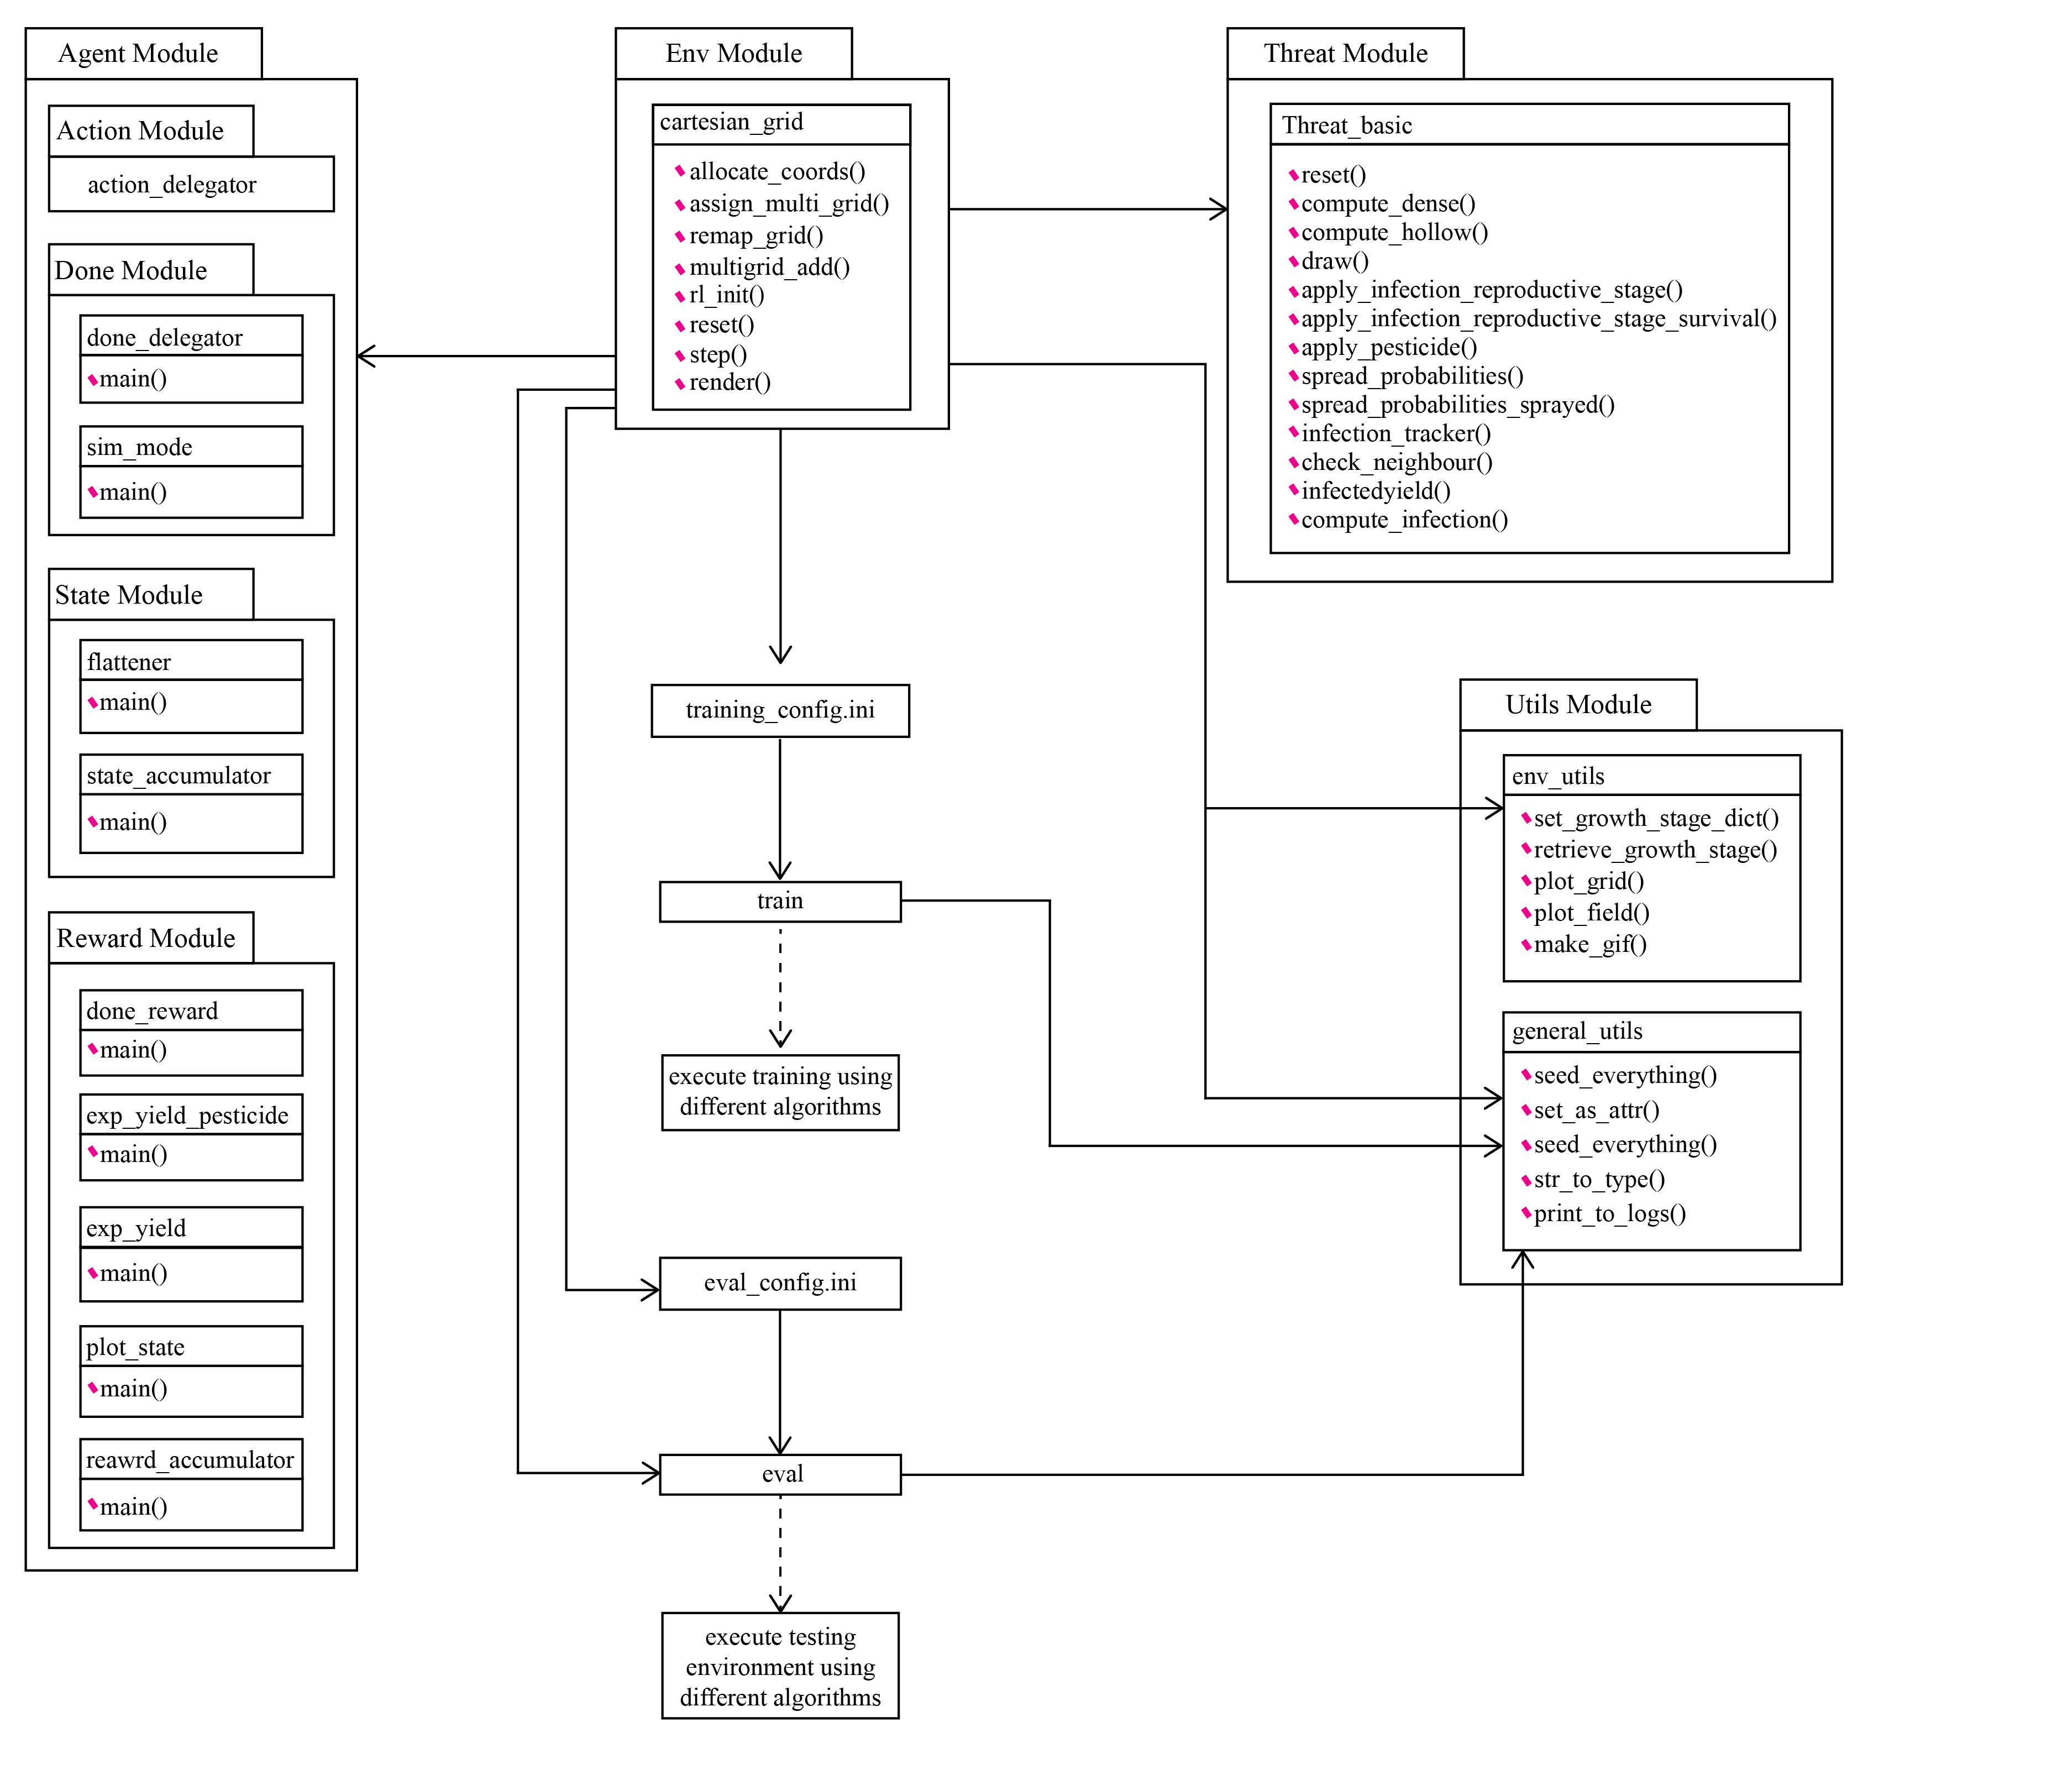 Agent Module
Action Module
action_delegator
Done Module
done_delegator
main()
sim_mode
main()
State Module
flattener
main()
state_accumulator
main()
Reward Module
done_reward
main()
exp_yield_pesticide
main()
exp_yield
main()
plot_state
main()
reawrd_accumulator
main()
Env Module
cartesian_grid
allocate_coords()
assign_multi_grid()
remap_grid()
multigrid_add()
rl_init()
reset()
step()
render()
training_config.ini
train
execute training using
different algorithms
eval_config.ini
eval
execute testing
environment using
different algorithms
Threat Module
Threat_basic
reset()
compute_dense()
compute_hollow()
draw()
apply_infection_reproductive_stage()
apply_infection_reproductive_stage_survival()
apply_pesticide()
spread_probabilities()
spread_probabilities_sprayed()
infection_tracker()
check_neighbour()
infectedyield()
compute_infection()
Utils Module
env_utils
set_growth_stage_dict()
retrieve_growth_stage()
plot_grid()
plot_field()
make_gif()
general_utils
seed_everything()
set_as_attr()
seed_everything()
str_to_type()
print_to_logs()